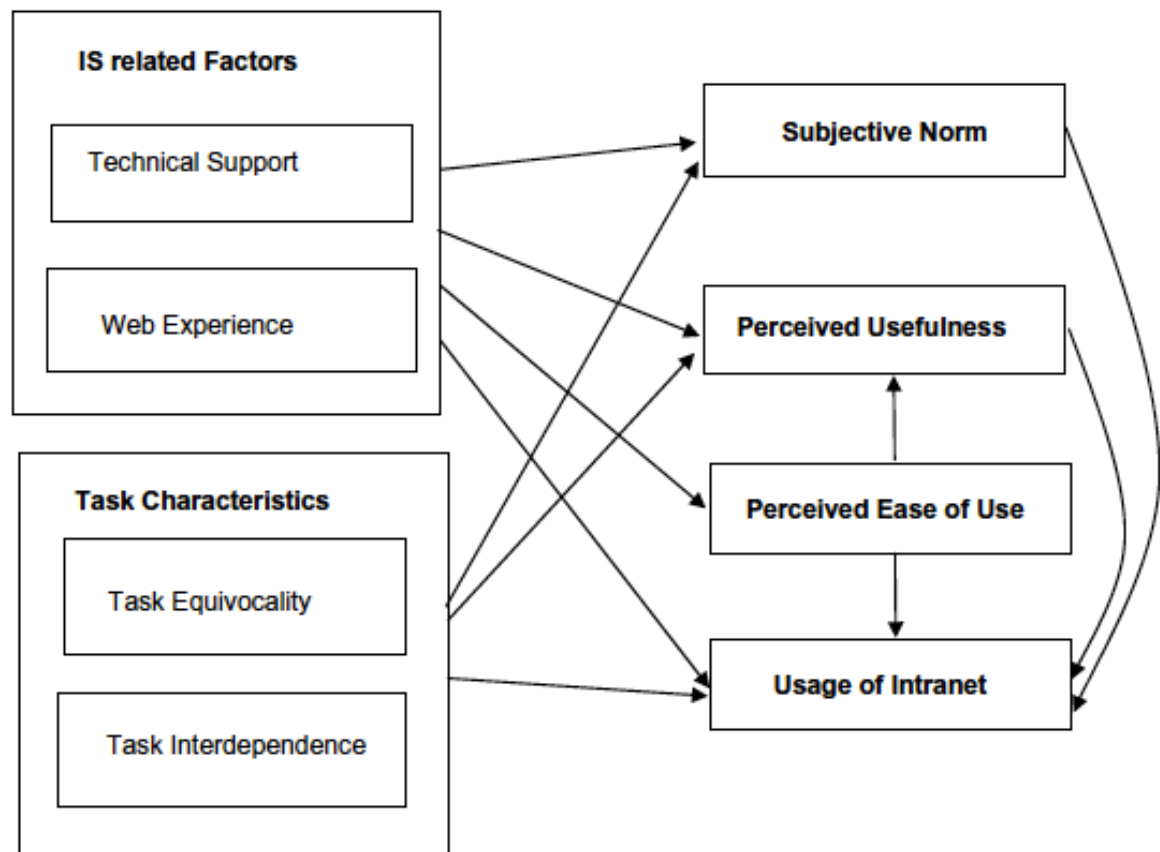 IS related Factors
Technical Support
Web Experience
Task Characteristics
Task Equivocality
Task Interdependence
Subjective Norm
Perceived Usefulness
Perceived Ease of Use
Usage of Intranet